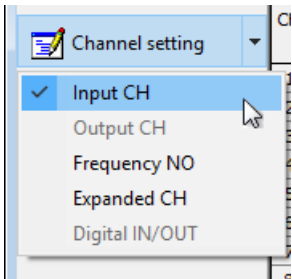 Channel setting
Input CH
Output CH
Frequency NO
Expanded CH
Digital IN/OUT